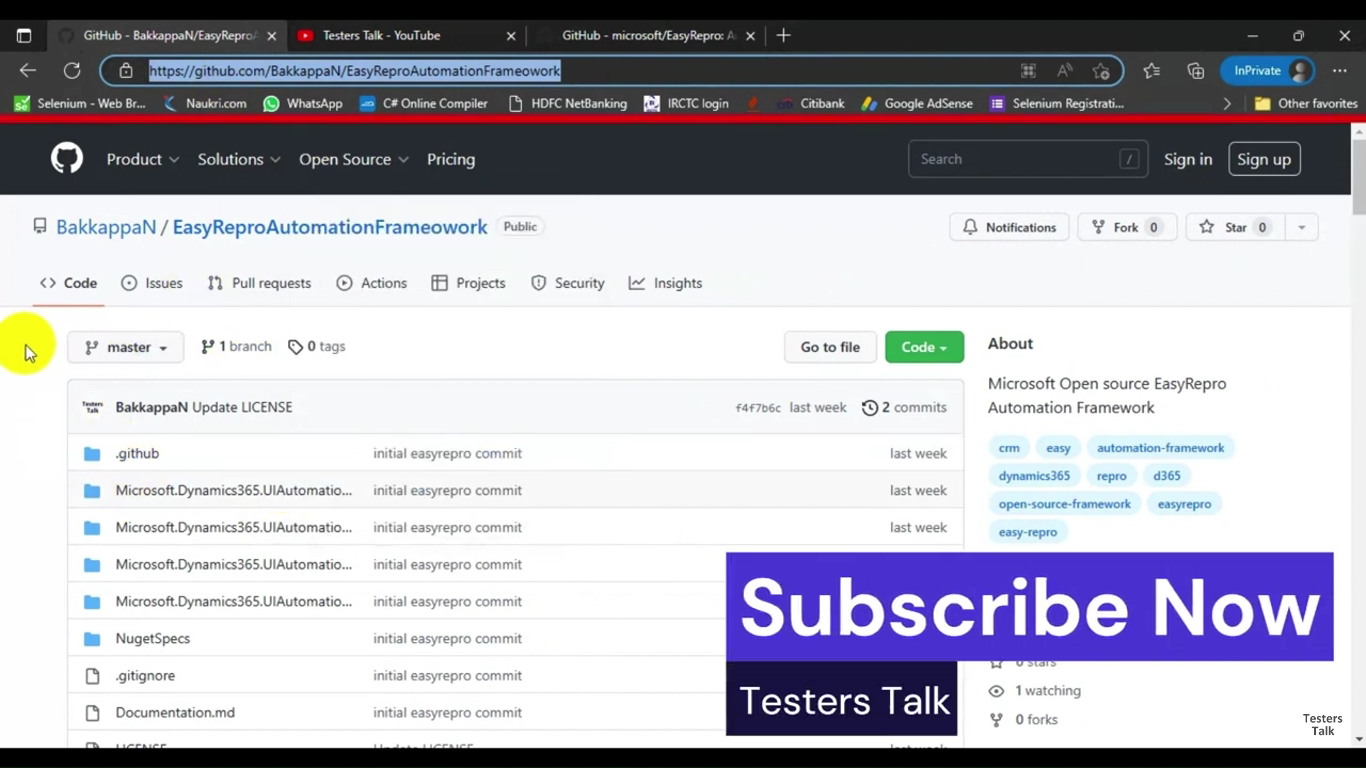 GitHub - BakkappaN/EasyReproA
Testers Talk - YouTube
GitHub - microsoft/EasyRepro: A
https://github.com/BakkappaN/EasyReproAutomationFrameowork
InPrivate
Selenium - Web Br...
Naukri.com
WhatsApp
C# Online Compiler
HDFC NetBanking
IRCTC login
Citibank
Google AdSense
Selenium Registrati...
Other favorites
Product
Solutions
Open Source
Pricing
Search /
Sign in
Sign up
BakkappaN / EasyReproAutomationFrameowork Public
Notifications
Fork 0
Star 0
Code
Issues
Pull requests
Actions
Projects
Security
Insights
master
1 branch
0 tags
Go to file
Code
Testers
Talk
BakkappaN Update LICENSE
f4f7b6c last week
2 commits
.github initial easyrepro commit last week
Microsoft.Dynamics365.UIAutomatio... initial easyrepro commit last week
Microsoft.Dynamics365.UIAutomatio... initial easyrepro commit last week
Microsoft.Dynamics365.UIAutomatio... initial easyrepro commit
Microsoft.Dynamics365.UIAutomatio... initial easyrepro commit
NugetSpecs initial easyrepro commit
.gitignore initial easyrepro commit
Documentation.md initial easyrepro commit
LICENSE Update LICENSE last week
About
Microsoft Open source EasyRepro
Automation Framework
crm easy automation-framework
dynamics365 repro d365
open-source-framework easyrepro
easy-repro
0 stars
1 watching
0 forks
Subscribe Now
Testers Talk
Testers
Talk